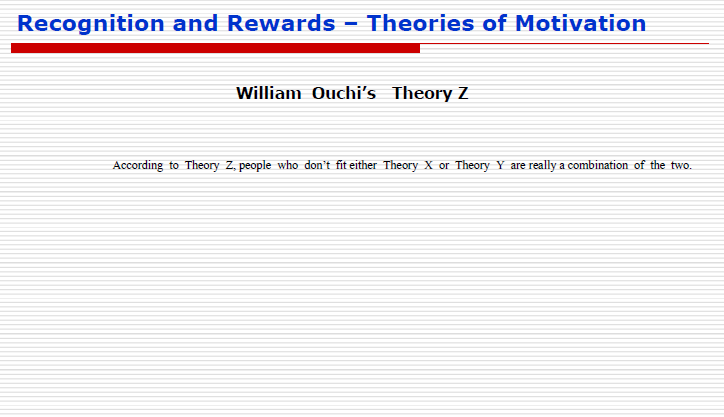 Recognition and Rewards – Theories of Motivation
William Ouchi’s Theory Z
According to Theory Z, people who don’t fit either Theory X or Theory Y are really a combination of the two.